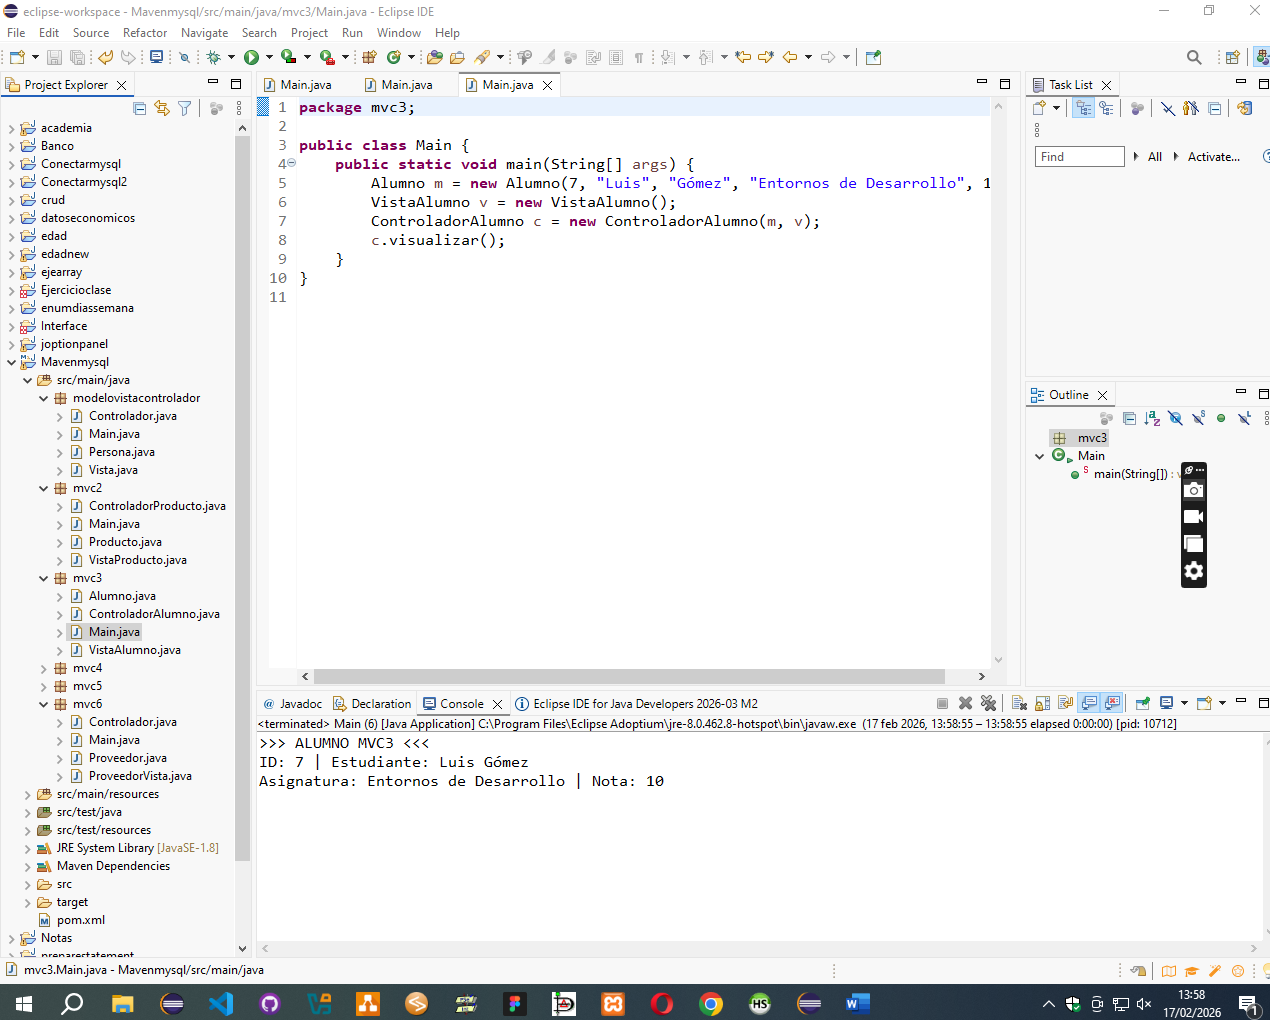 eclipse-workspace - Mavenmysql/src/main/java/mvc3/Main.java - Eclipse IDE
File Edit Source Refactor Navigate Search Project Run Window Help
Project Explorer
academia
Banco
Conectarmysql
Conectarmysql2
crud
datoseconomicos
edad
edadnew
ejearray
Ejercicioclase
enumdiassemana
Interface
joptionpanel
Mavenmysql
src/main/java
modelovistacontrolador
Controlador.java
Main.java
Persona.java
Vista.java
mvc2
ControladorProducto.java
Main.java
Producto.java
VistaProducto.java
mvc3
Alumno.java
ControladorAlumno.java
Main.java
VistaAlumno.java
mvc4
mvc5
mvc6
Controlador.java
Main.java
Proveedor.java
ProveedorVista.java
src/main/resources
src/test/java
src/test/resources
JRE System Library [JavaSE-1.8]
Maven Dependencies
src
target
pom.xml
Notas
preparestatement
Main.java Main.java Main.java
1 package mvc3;
2
3 public class Main {
4 public static void main(String[] args) {
5 Alumno m = new Alumno(7, "Luis", "Gómez", "Entornos de Desarrollo", 1
6 VistaAlumno v = new VistaAlumno();
7 ControladorAlumno c = new ControladorAlumno(m, v);
8 c.visualizar();
9 }
10 }
11
Task List
Find All Activate...
Outline
mvc3
Main
main(String[]) : v
Javadoc Declaration Console Eclipse IDE for Java Developers 2026-03 M2
<terminated> Main (6) [Java Application] C:\Program Files\Eclipse Adoptium\jre-8.0.462.8-hotspot\bin\javaw.exe (17 feb 2026, 13:58:55 – 13:58:55 elapsed 0:00:00) [pid: 10712]
>>> ALUMNO MVC3 <<<
ID: 7 | Estudiante: Luis Gómez
Asignatura: Entornos de Desarrollo | Nota: 10
mvc3.Main.java - Mavenmysql/src/main/java
HS
13:58
17/02/2026
1